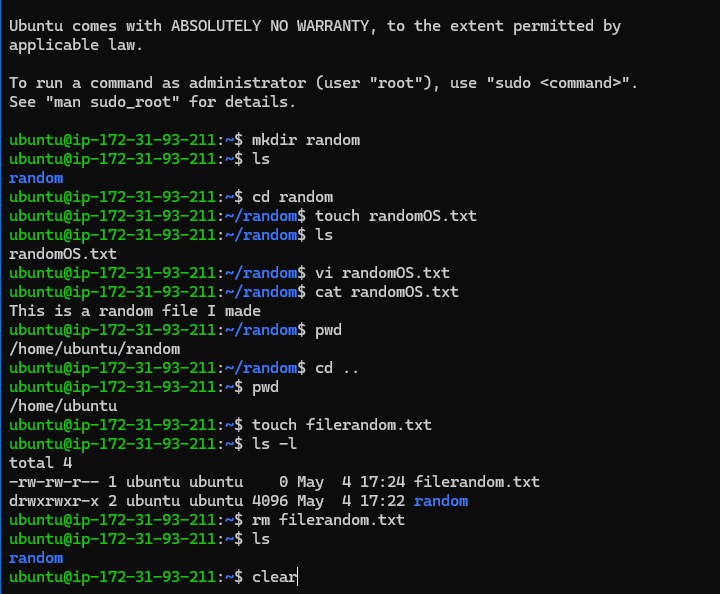 Ubuntu comes with ABSOLUTELY NO WARRANTY, to the extent permitted by
applicable law.
To run a command as administrator (user "root"), use "sudo <command>".
See "man sudo_root" for details.
ubuntu@ip-172-31-93-211:~$ mkdir random
ubuntu@ip-172-31-93-211:~$ ls
random
ubuntu@ip-172-31-93-211:~$ cd random
ubuntu@ip-172-31-93-211:~/random$ touch randomOS.txt
ubuntu@ip-172-31-93-211:~/random$ ls
randomOS.txt
ubuntu@ip-172-31-93-211:~/random$ vi randomOS.txt
ubuntu@ip-172-31-93-211:~/random$ cat randomOS.txt
This is a random file I made
ubuntu@ip-172-31-93-211:~/random$ pwd
/home/ubuntu/random
ubuntu@ip-172-31-93-211:~/random$ cd ..
ubuntu@ip-172-31-93-211:~$ pwd
/home/ubuntu
ubuntu@ip-172-31-93-211:~$ touch filerandom.txt
ubuntu@ip-172-31-93-211:~$ ls -l
total 4
-rw-rw-r-- 1 ubuntu ubuntu    0 May  4 17:24 filerandom.txt
drwxrwxr-x 2 ubuntu ubuntu 4096 May  4 17:22 random
ubuntu@ip-172-31-93-211:~$ rm filerandom.txt
ubuntu@ip-172-31-93-211:~$ ls
random
ubuntu@ip-172-31-93-211:~$ clear